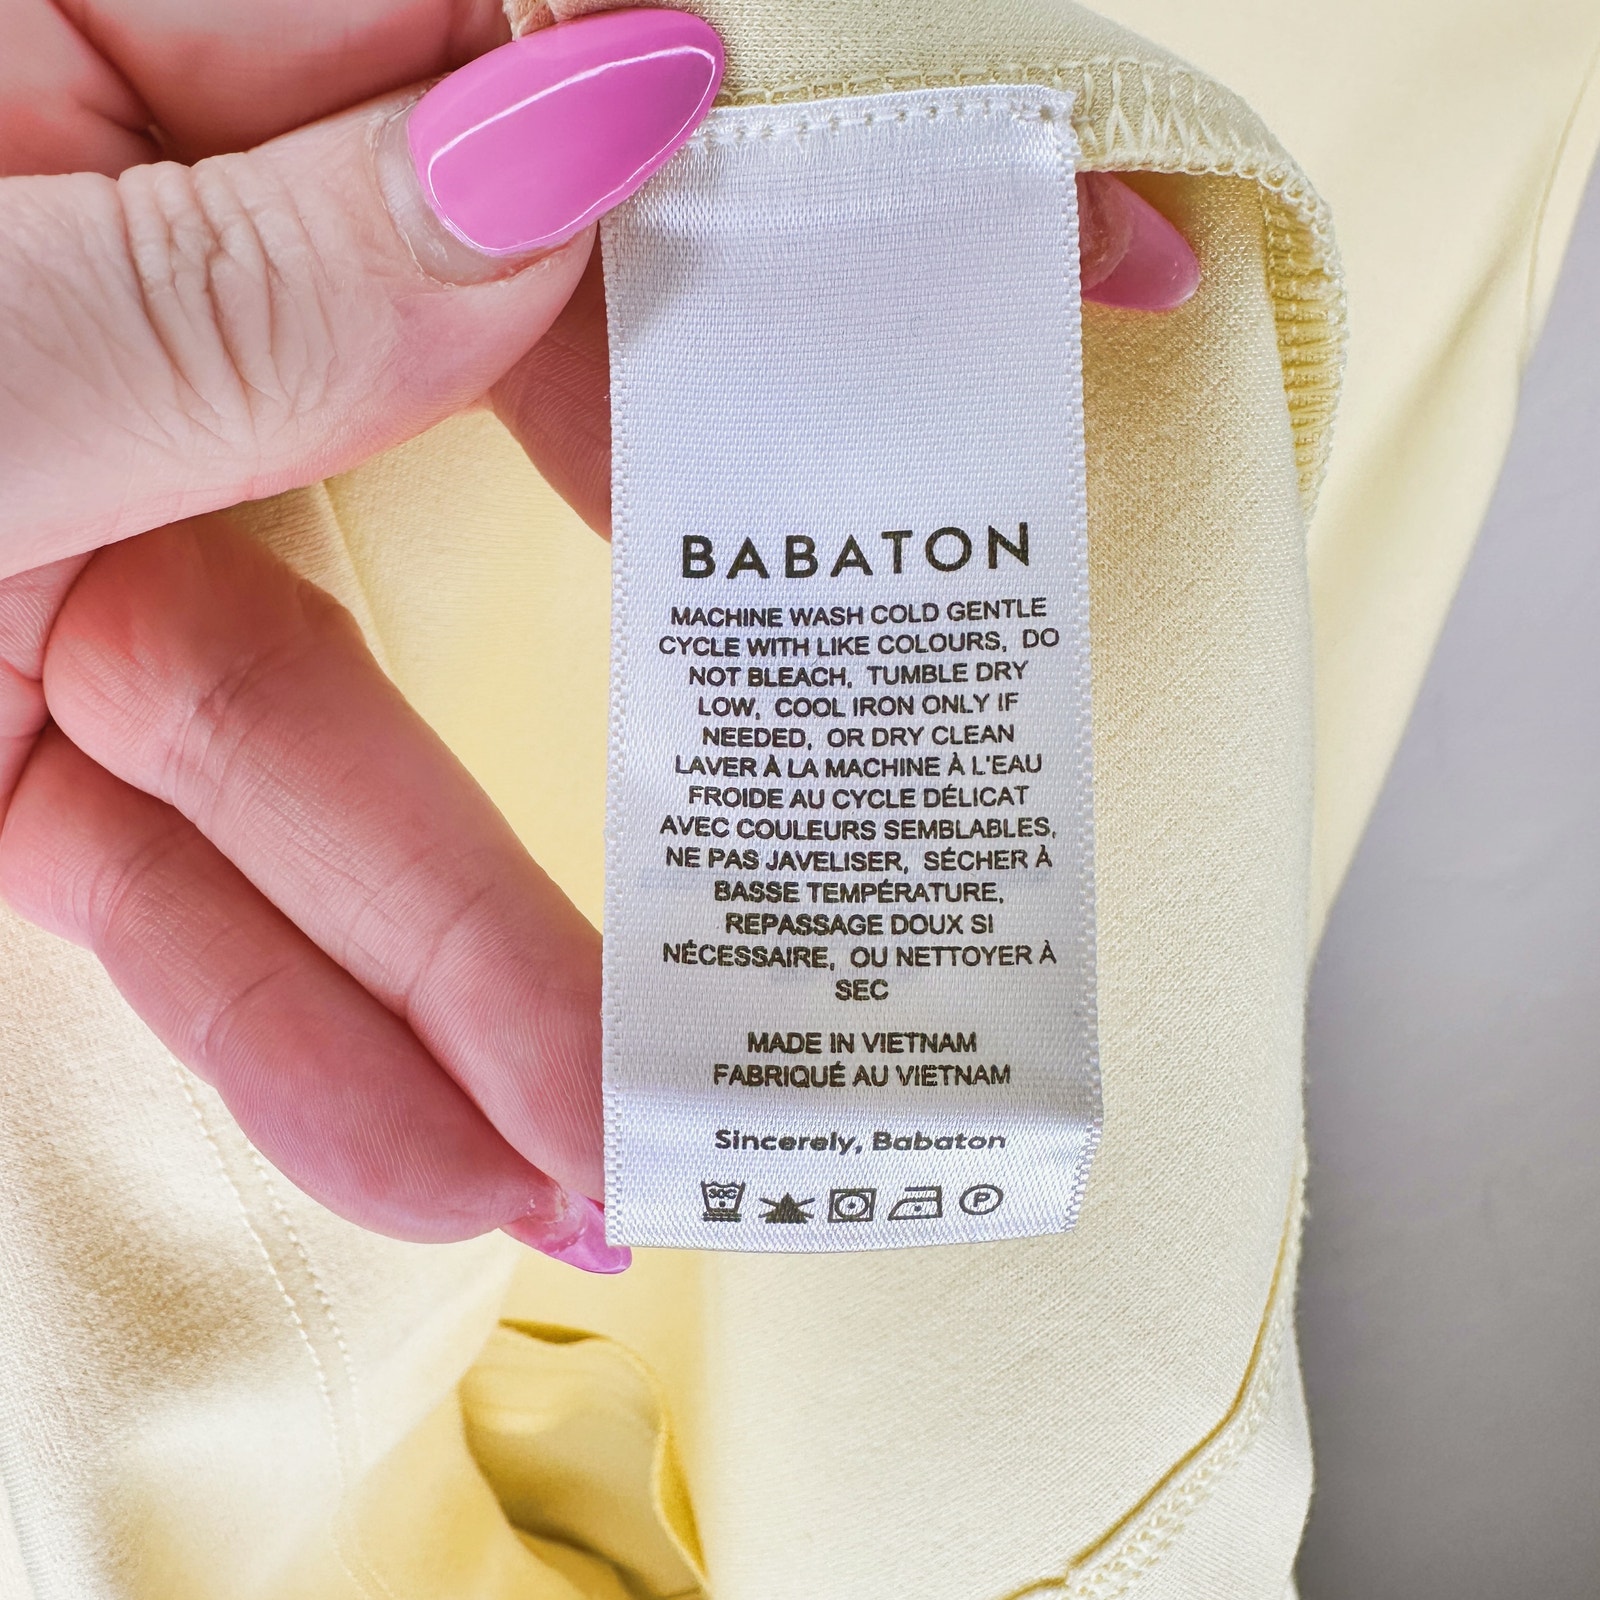 BABATON
MACHINE WASH COLD GENTLE
CYCLE WITH LIKE COLOURS, DO
NOT BLEACH, TUMBLE DRY
LOW, COOL IRON ONLY IF
NEEDED, OR DRY CLEAN
LAVER À LA MACHINE À L'EAU
FROIDE AU CYCLE DÉLICAT
AVEC COULEURS SEMBLABLES,
NE PAS JAVELISER, SÉCHER À
BASSE TEMPÉRATURE,
REPASSAGE DOUX SI
NÉCESSAIRE, OU NETTOYER À
SEC
MADE IN VIETNAM
FABRIQUÉ AU VIETNAM
Sincerely, Babaton
30C P